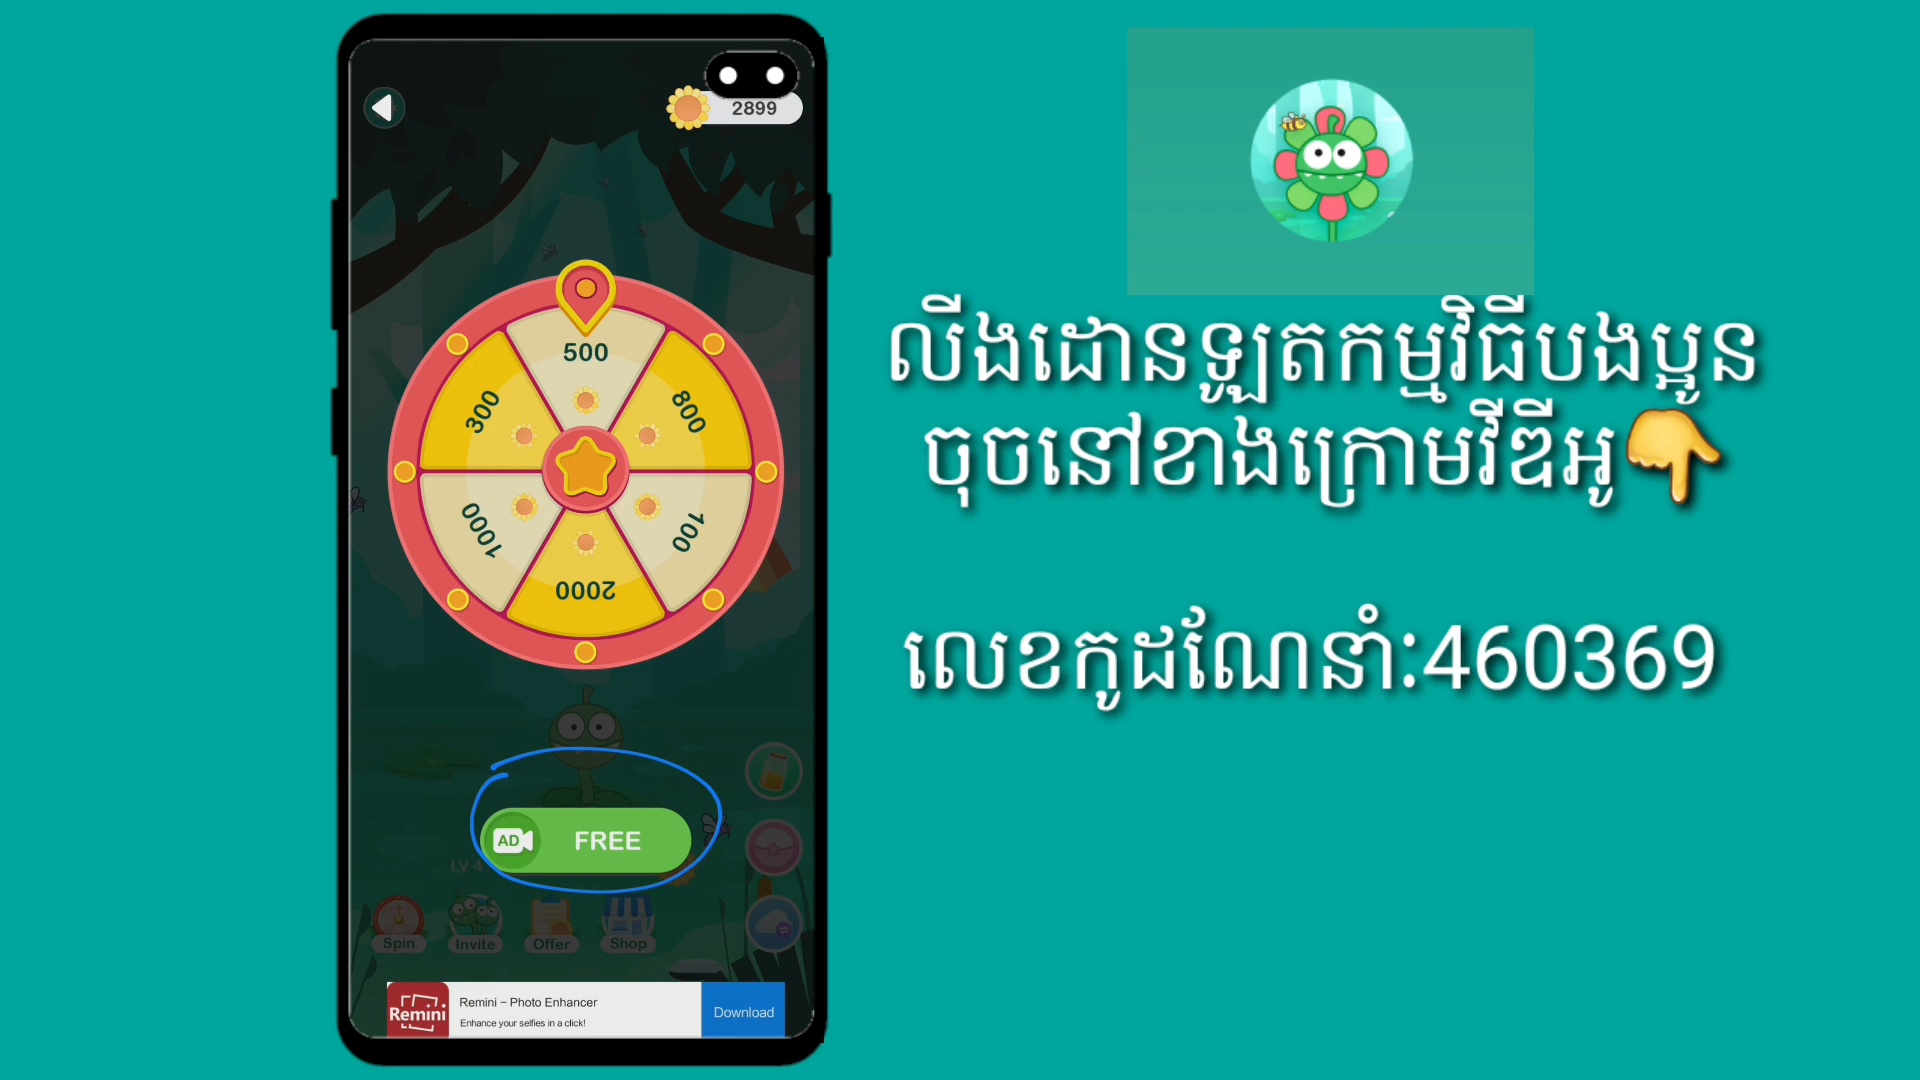 2899
500
800
300
100
1000
2000
AD FREE
LV 4
Spin Invite Offer Shop
Remini
Remini - Photo Enhancer
Enhance your selfies in a click!
Download
លីងដោនឡូតកម្មវិធីបងប្អូន
ចុចនៅខាងក្រោមវីឌីអូ👇
លេខកូដណែនាំ:460369